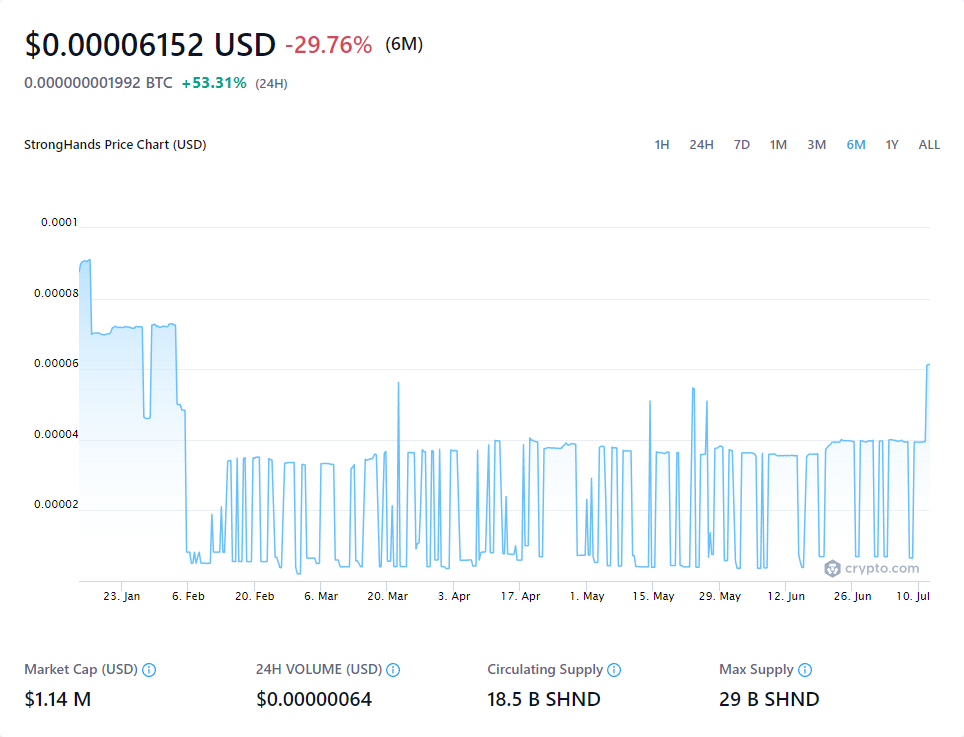 $0.00006152 USD -29.76% (6M)
0.000000001992 BTC +53.31% (24H)
StrongHands Price Chart (USD) 1H 24H 7D 1M 3M 6M 1Y ALL
0.0001
0.00008
0.00006
0.00004
0.00002
crypto.com
23. Jan 6. Feb 20. Feb 6. Mar 20. Mar 3. Apr 17. Apr 1. May 15. May 29. May 12. Jun 26. Jun 10. Jul
Market Cap (USD) 24H VOLUME (USD) Circulating Supply Max Supply
$1.14 M $0.00000064 18.5 B SHND 29 B SHND